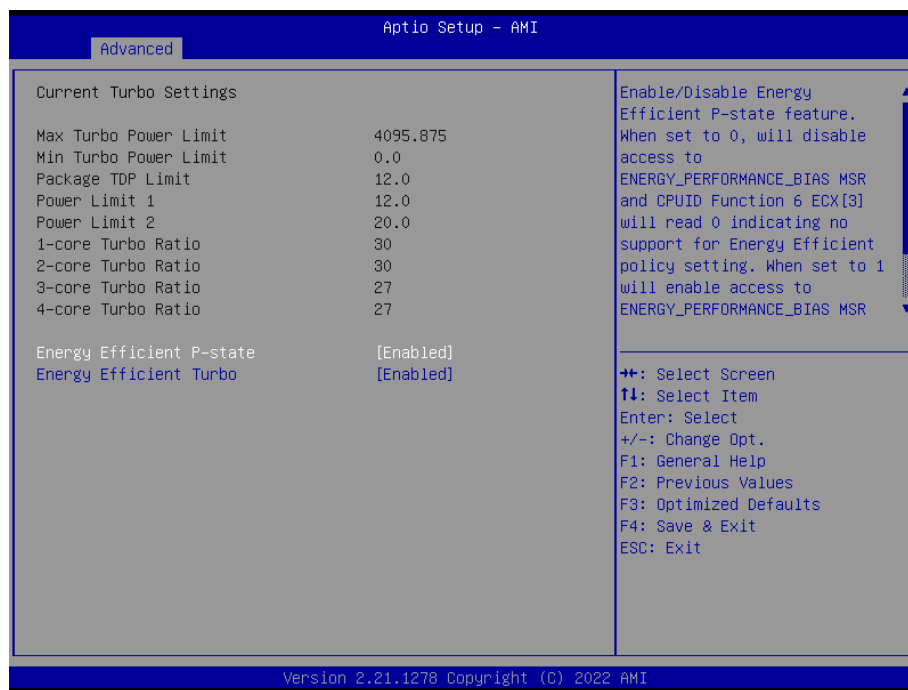 Aptio Setup – AMI
Advanced
Current Turbo Settings
Max Turbo Power Limit 4095.875
Min Turbo Power Limit 0.0
Package TDP Limit 12.0
Power Limit 1 12.0
Power Limit 2 20.0
1-core Turbo Ratio 30
2-core Turbo Ratio 30
3-core Turbo Ratio 27
4-core Turbo Ratio 27
Energy Efficient P-state [Enabled]
Energy Efficient Turbo [Enabled]
Enable/Disable Energy
Efficient P-state feature.
When set to 0, will disable
access to
ENERGY_PERFORMANCE_BIAS MSR
and CPUID Function 6 ECX[3]
will read 0 indicating no
support for Energy Efficient
policy setting. When set to 1
will enable access to
ENERGY_PERFORMANCE_BIAS MSR
→←: Select Screen
↑↓: Select Item
Enter: Select
+/-: Change Opt.
F1: General Help
F2: Previous Values
F3: Optimized Defaults
F4: Save & Exit
ESC: Exit
Version 2.21.1278 Copyright (C) 2022 AMI